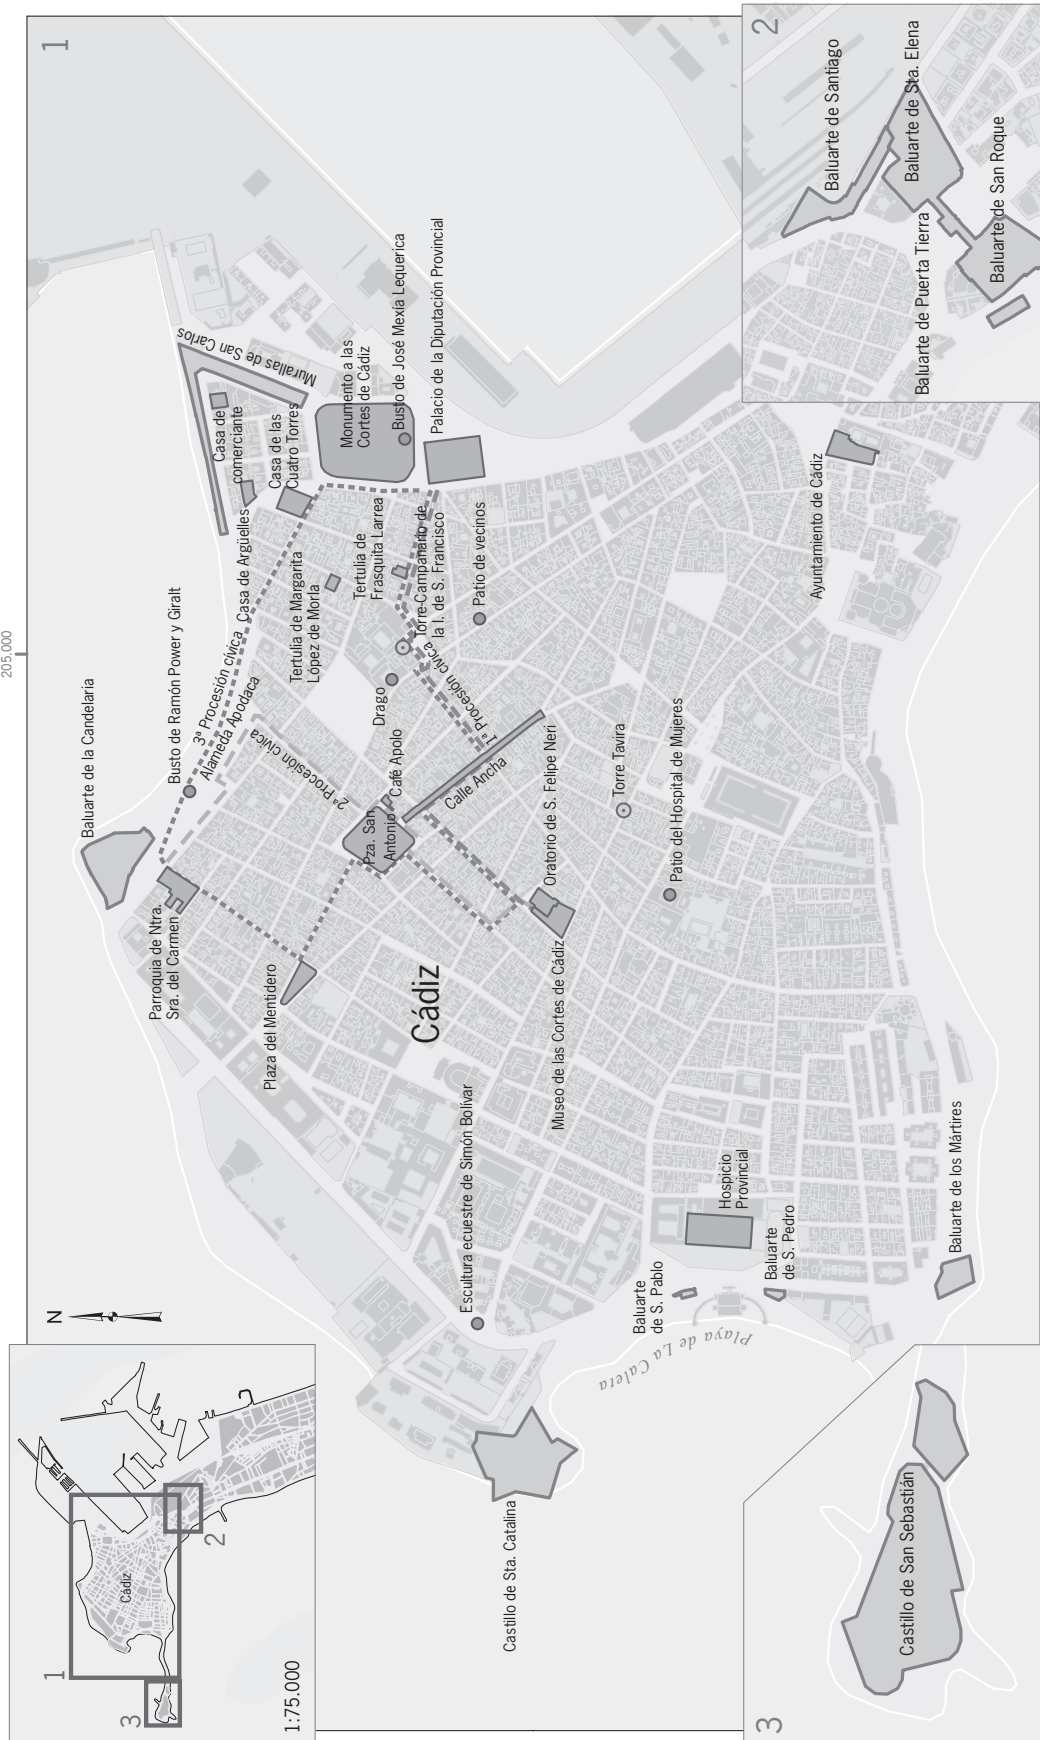 1
205.000
Baluarte de la Candelaria
Busto de Ramón Power y Giralt
3ª Procesión cívica
Alameda Apodaca
Casa de Argüelles
Casa de
comerciante
Murallas de San Carlos
Casa de las
Cuatro Torres
Monumento a las
Cortes de Cádiz
Busto de José Mexía Lequerica
Palacio de la Diputación Provincial
Parroquia de Ntra.
Sra. del Carmen
2ª Procesión cívica
Tertulia de Margarita
López de Morla
Tertulia de
Frasquita Larrea
Torre-Campanario de
la I. de S. Francisco
Patio de vecinos
Drago
1ª Procesión cívica
Plaza del Mentidero
Pza. San
Antonio
Café Apolo
Calle Ancha
Cádiz
Oratorio de S. Felipe Neri
Museo de las Cortes de Cádiz
Torre Tavira
Patio del Hospital de Mujeres
Ayuntamiento de Cádiz
Escultura ecuestre de Simón Bolívar
Hospicio
Provincial
Baluarte
de S. Pablo
Baluarte
de S. Pedro
Playa de La Caleta
Baluarte de los Mártires
Castillo de Sta. Catalina
N
1
2
3
Cádiz
1:75.000
2
Baluarte de Santiago
Baluarte de Sta. Elena
Baluarte de Puerta Tierra
Baluarte de San Roque
3
Castillo de San Sebastián